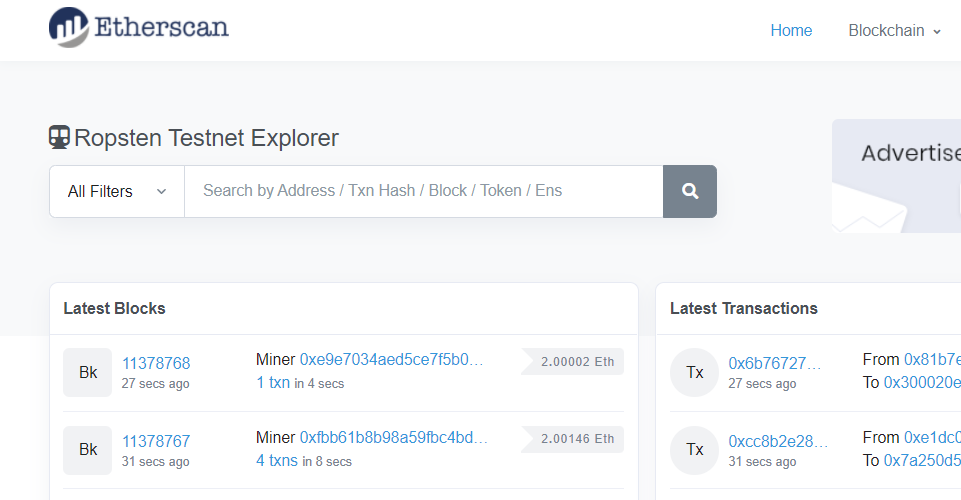 Etherscan
Home Blockchain
Ropsten Testnet Explorer
All Filters Search by Address / Txn Hash / Block / Token / Ens
Advertise
Latest Blocks
Bk 11378768 Miner 0xe9e7034aed5ce7f5b0... 2.00002 Eth
27 secs ago 1 txn in 4 secs
Bk 11378767 Miner 0xfbb61b8b98a59fbc4bd... 2.00146 Eth
31 secs ago 4 txns in 8 secs
Latest Transactions
Tx 0x6b76727... From 0x81b7e
27 secs ago To 0x300020e
Tx 0xcc8b2e28... From 0xe1dc0
31 secs ago To 0x7a250d5